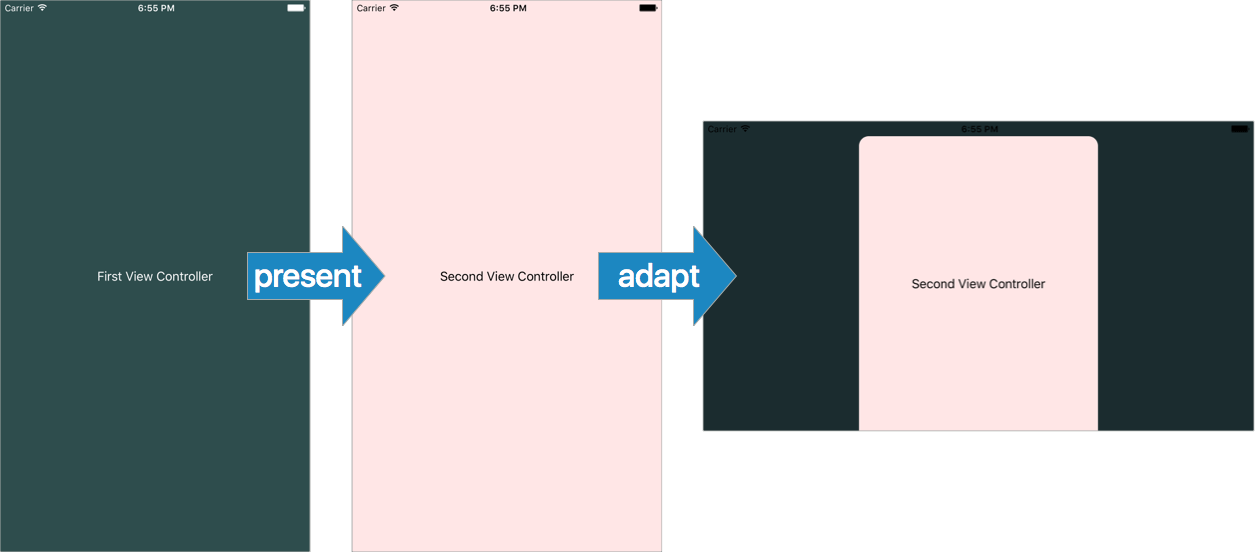 Carrier 6:55 PM
First View Controller
present
Carrier 6:55 PM
Second View Controller
adapt
Carrier 6:55 PM
Second View Controller